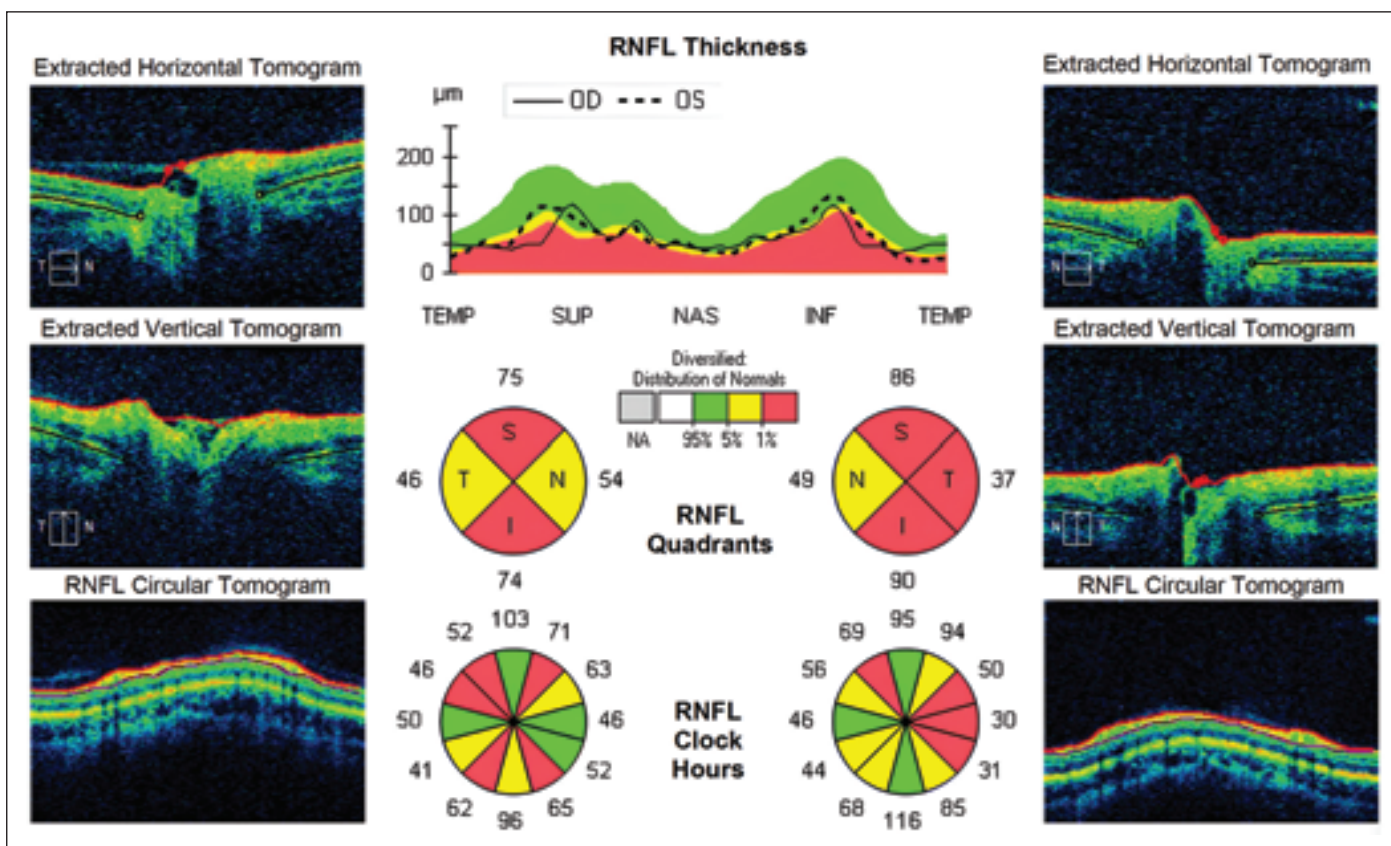 RNFL Thickness
Extracted Horizontal Tomogram
Extracted Horizontal Tomogram
µm
OD OS
200
100
0
TEMP SUP NAS INF TEMP
T N
N T
Extracted Vertical Tomogram
Extracted Vertical Tomogram
Diversified:
Distribution of Normals
NA 95% 5% 1%
75
S
46 T N 54
I
74
86
S
49 N T 37
I
90
RNFL
Quadrants
T N
N
RNFL Circular Tomogram
RNFL Circular Tomogram
103
52 71
46 63
50 46
41 52
62 65
96
RNFL
Clock
Hours
95
69 94
56 50
46 30
44 31
68 85
116